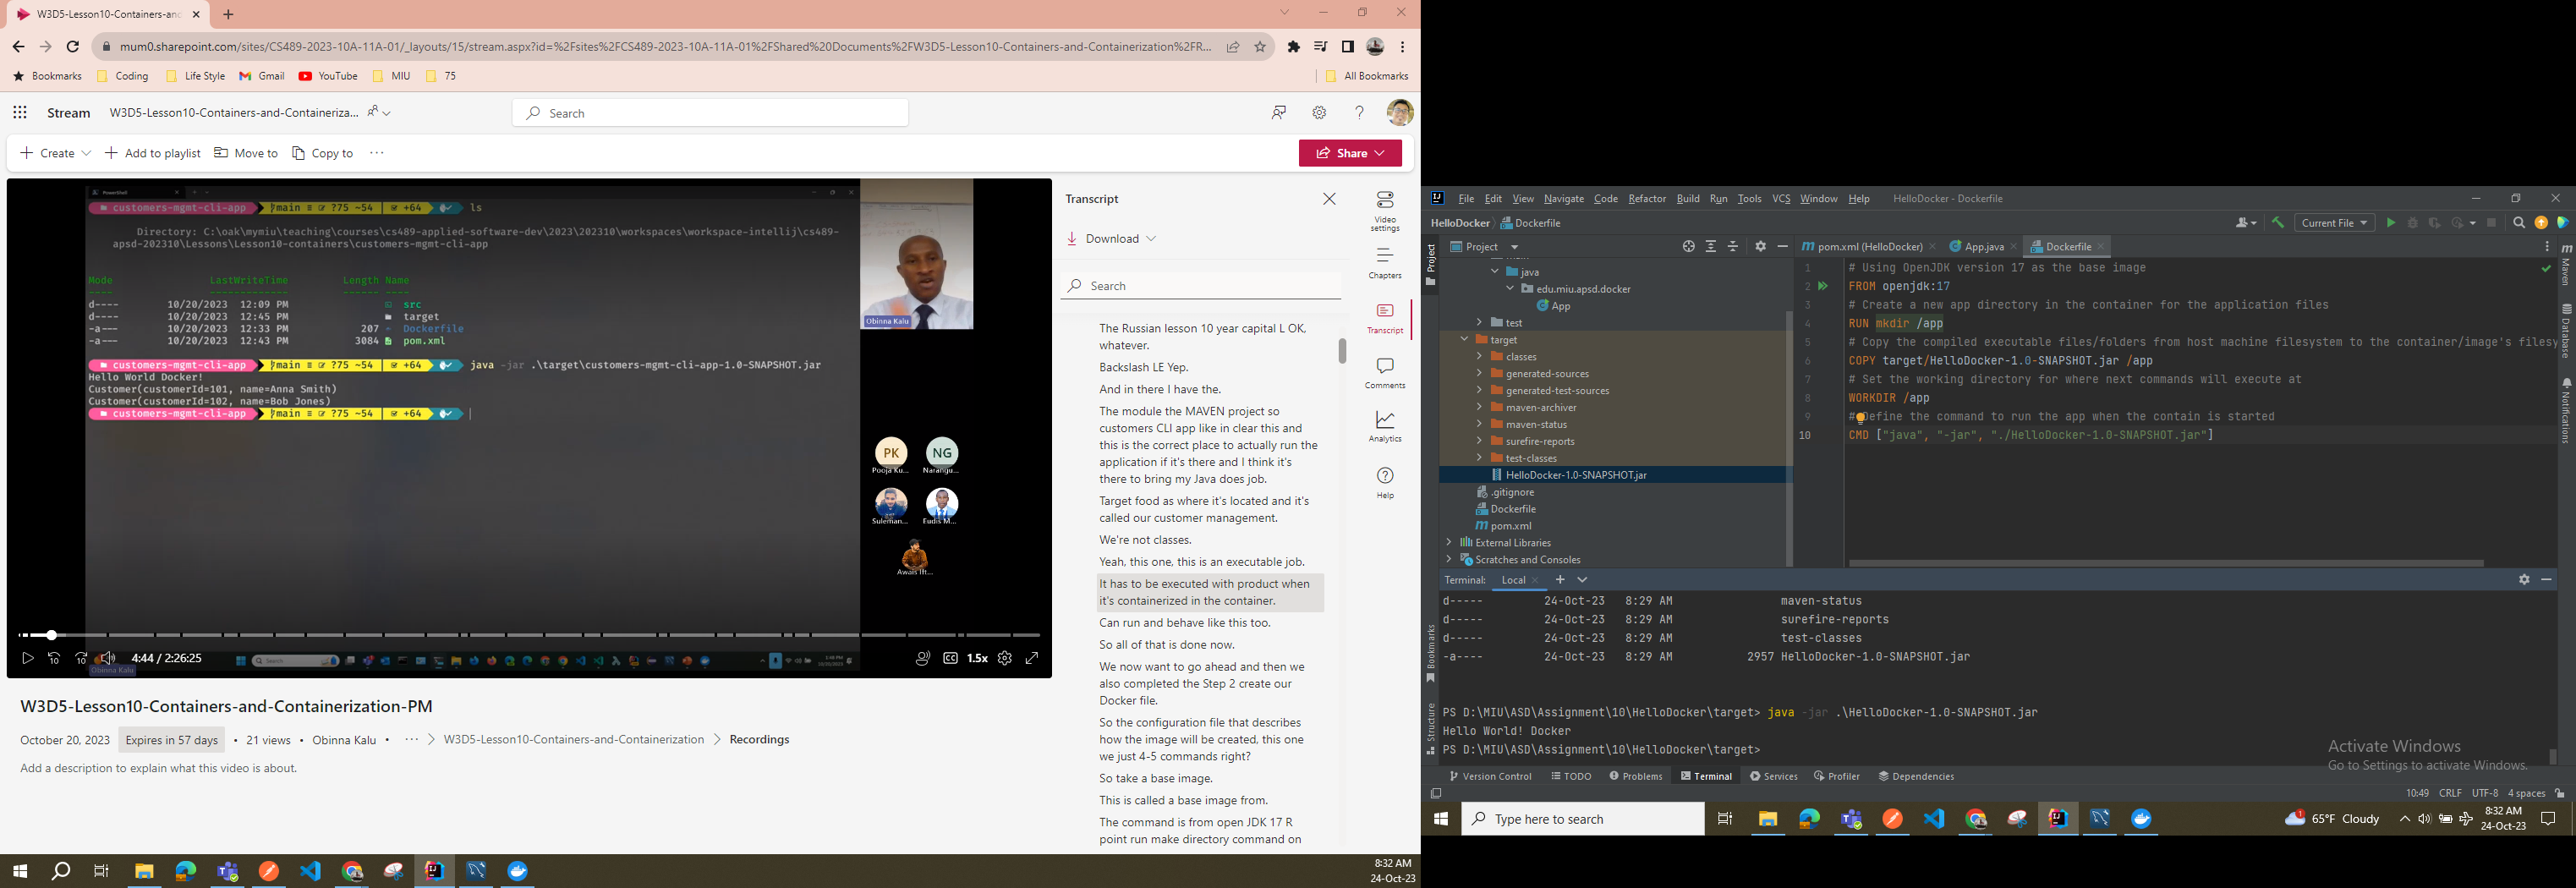 W3D5-Lesson10-Containers-and
mum0.sharepoint.com/sites/CS489-2023-10A-11A-01/_layouts/15/stream.aspx?id=%2Fsites%2FCS489-2023-10A-11A-01%2FShared%20Documents%2FW3D5-Lesson10-Containers-and-Containerization%2FR...
Bookmarks Coding Life Style Gmail YouTube MIU 75 All Bookmarks
Stream W3D5-Lesson10-Containers-and-Containeriza... Search
Create Add to playlist Move to Copy to ... Share
PowerShell
customers-mgmt-cli-app main ≡ ?75 ~54 | +64 ls
Directory: C:\oak\mymiu\teaching\courses\cs489-applied-software-dev\2023\202310\workspaces\workspace-intellij\cs489-
apsd-202310\Lessons\Lesson10-containers\customers-mgmt-cli-app
Mode LastWriteTime Length Name
---- ------------- ------ ----
d---- 10/20/2023 12:09 PM src
d---- 10/20/2023 12:45 PM target
-a--- 10/20/2023 12:33 PM 207 Dockerfile
-a--- 10/20/2023 12:43 PM 3084 pom.xml
customers-mgmt-cli-app main ≡ ?75 ~54 | +64 java -jar .\target\customers-mgmt-cli-app-1.0-SNAPSHOT.jar
Hello World Docker!
Customer(customerId=101, name=Anna Smith)
Customer(customerId=102, name=Bob Jones)
customers-mgmt-cli-app main ≡ ?75 ~54 | +64
Obinna Kalu
PK NG
Pooja Ku... Narangu...
Suleman... Eudis M...
Awais Ift...
10 10 4:44 / 2:26:25 CC 1.5x
Obinna Kalu
W3D5-Lesson10-Containers-and-Containerization-PM
October 20, 2023 Expires in 57 days • 21 views • Obinna Kalu • ... > W3D5-Lesson10-Containers-and-Containerization > Recordings
Add a description to explain what this video is about.
Transcript
Download
Search
The Russian lesson 10 year capital L OK,
whatever.
Backslash LE Yep.
And in there I have the.
The module the MAVEN project so
customers CLI app like in clear this and
this is the correct place to actually run the
application if it's there and I think it's
there to bring my Java does job.
Target food as where it's located and it's
called our customer management.
We're not classes.
Yeah, this one, this is an executable job.
It has to be executed with product when
it's containerized in the container.
Can run and behave like this too.
So all of that is done now.
We now want to go ahead and then we
also completed the Step 2 create our
Docker file.
So the configuration file that describes
how the image will be created, this one
we just 4-5 commands right?
So take a base image.
This is called a base image from.
The command is from open JDK 17 R
point run make directory command on
Video
settings
Chapters
Transcript
Comments
Analytics
Help
8:32 AM
24-Oct-23
File Edit View Navigate Code Refactor Build Run Tools VCS Window Help HelloDocker - Dockerfile
HelloDocker Dockerfile Current File
Project pom.xml (HelloDocker) App.java Dockerfile
java
edu.miu.apsd.docker
App
test
target
classes
generated-sources
generated-test-sources
maven-archiver
maven-status
surefire-reports
test-classes
HelloDocker-1.0-SNAPSHOT.jar
.gitignore
Dockerfile
pom.xml
External Libraries
Scratches and Consoles
1 # Using OpenJDK version 17 as the base image
2 FROM openjdk:17
3 # Create a new app directory in the container for the application files
4 RUN mkdir /app
5 # Copy the compiled executable files/folders from host machine filesystem to the container/image's filesy
6 COPY target/HelloDocker-1.0-SNAPSHOT.jar /app
7 # Set the working directory for where next commands will execute at
8 WORKDIR /app
9 # Define the command to run the app when the contain is started
10 CMD ["java", "-jar", "./HelloDocker-1.0-SNAPSHOT.jar"]
Project
Bookmarks
Structure
Maven
Database
Notifications
Terminal: Local
d----- 24-Oct-23 8:29 AM maven-status
d----- 24-Oct-23 8:29 AM surefire-reports
d----- 24-Oct-23 8:29 AM test-classes
-a---- 24-Oct-23 8:29 AM 2957 HelloDocker-1.0-SNAPSHOT.jar
PS D:\MIU\ASD\Assignment\10\HelloDocker\target> java -jar .\HelloDocker-1.0-SNAPSHOT.jar
Hello World! Docker
PS D:\MIU\ASD\Assignment\10\HelloDocker\target>
Activate Windows
Go to Settings to activate Windows.
Version Control TODO Problems Terminal Services Profiler Dependencies
10:49 CRLF UTF-8 4 spaces
Type here to search 65°F Cloudy 8:32 AM
24-Oct-23